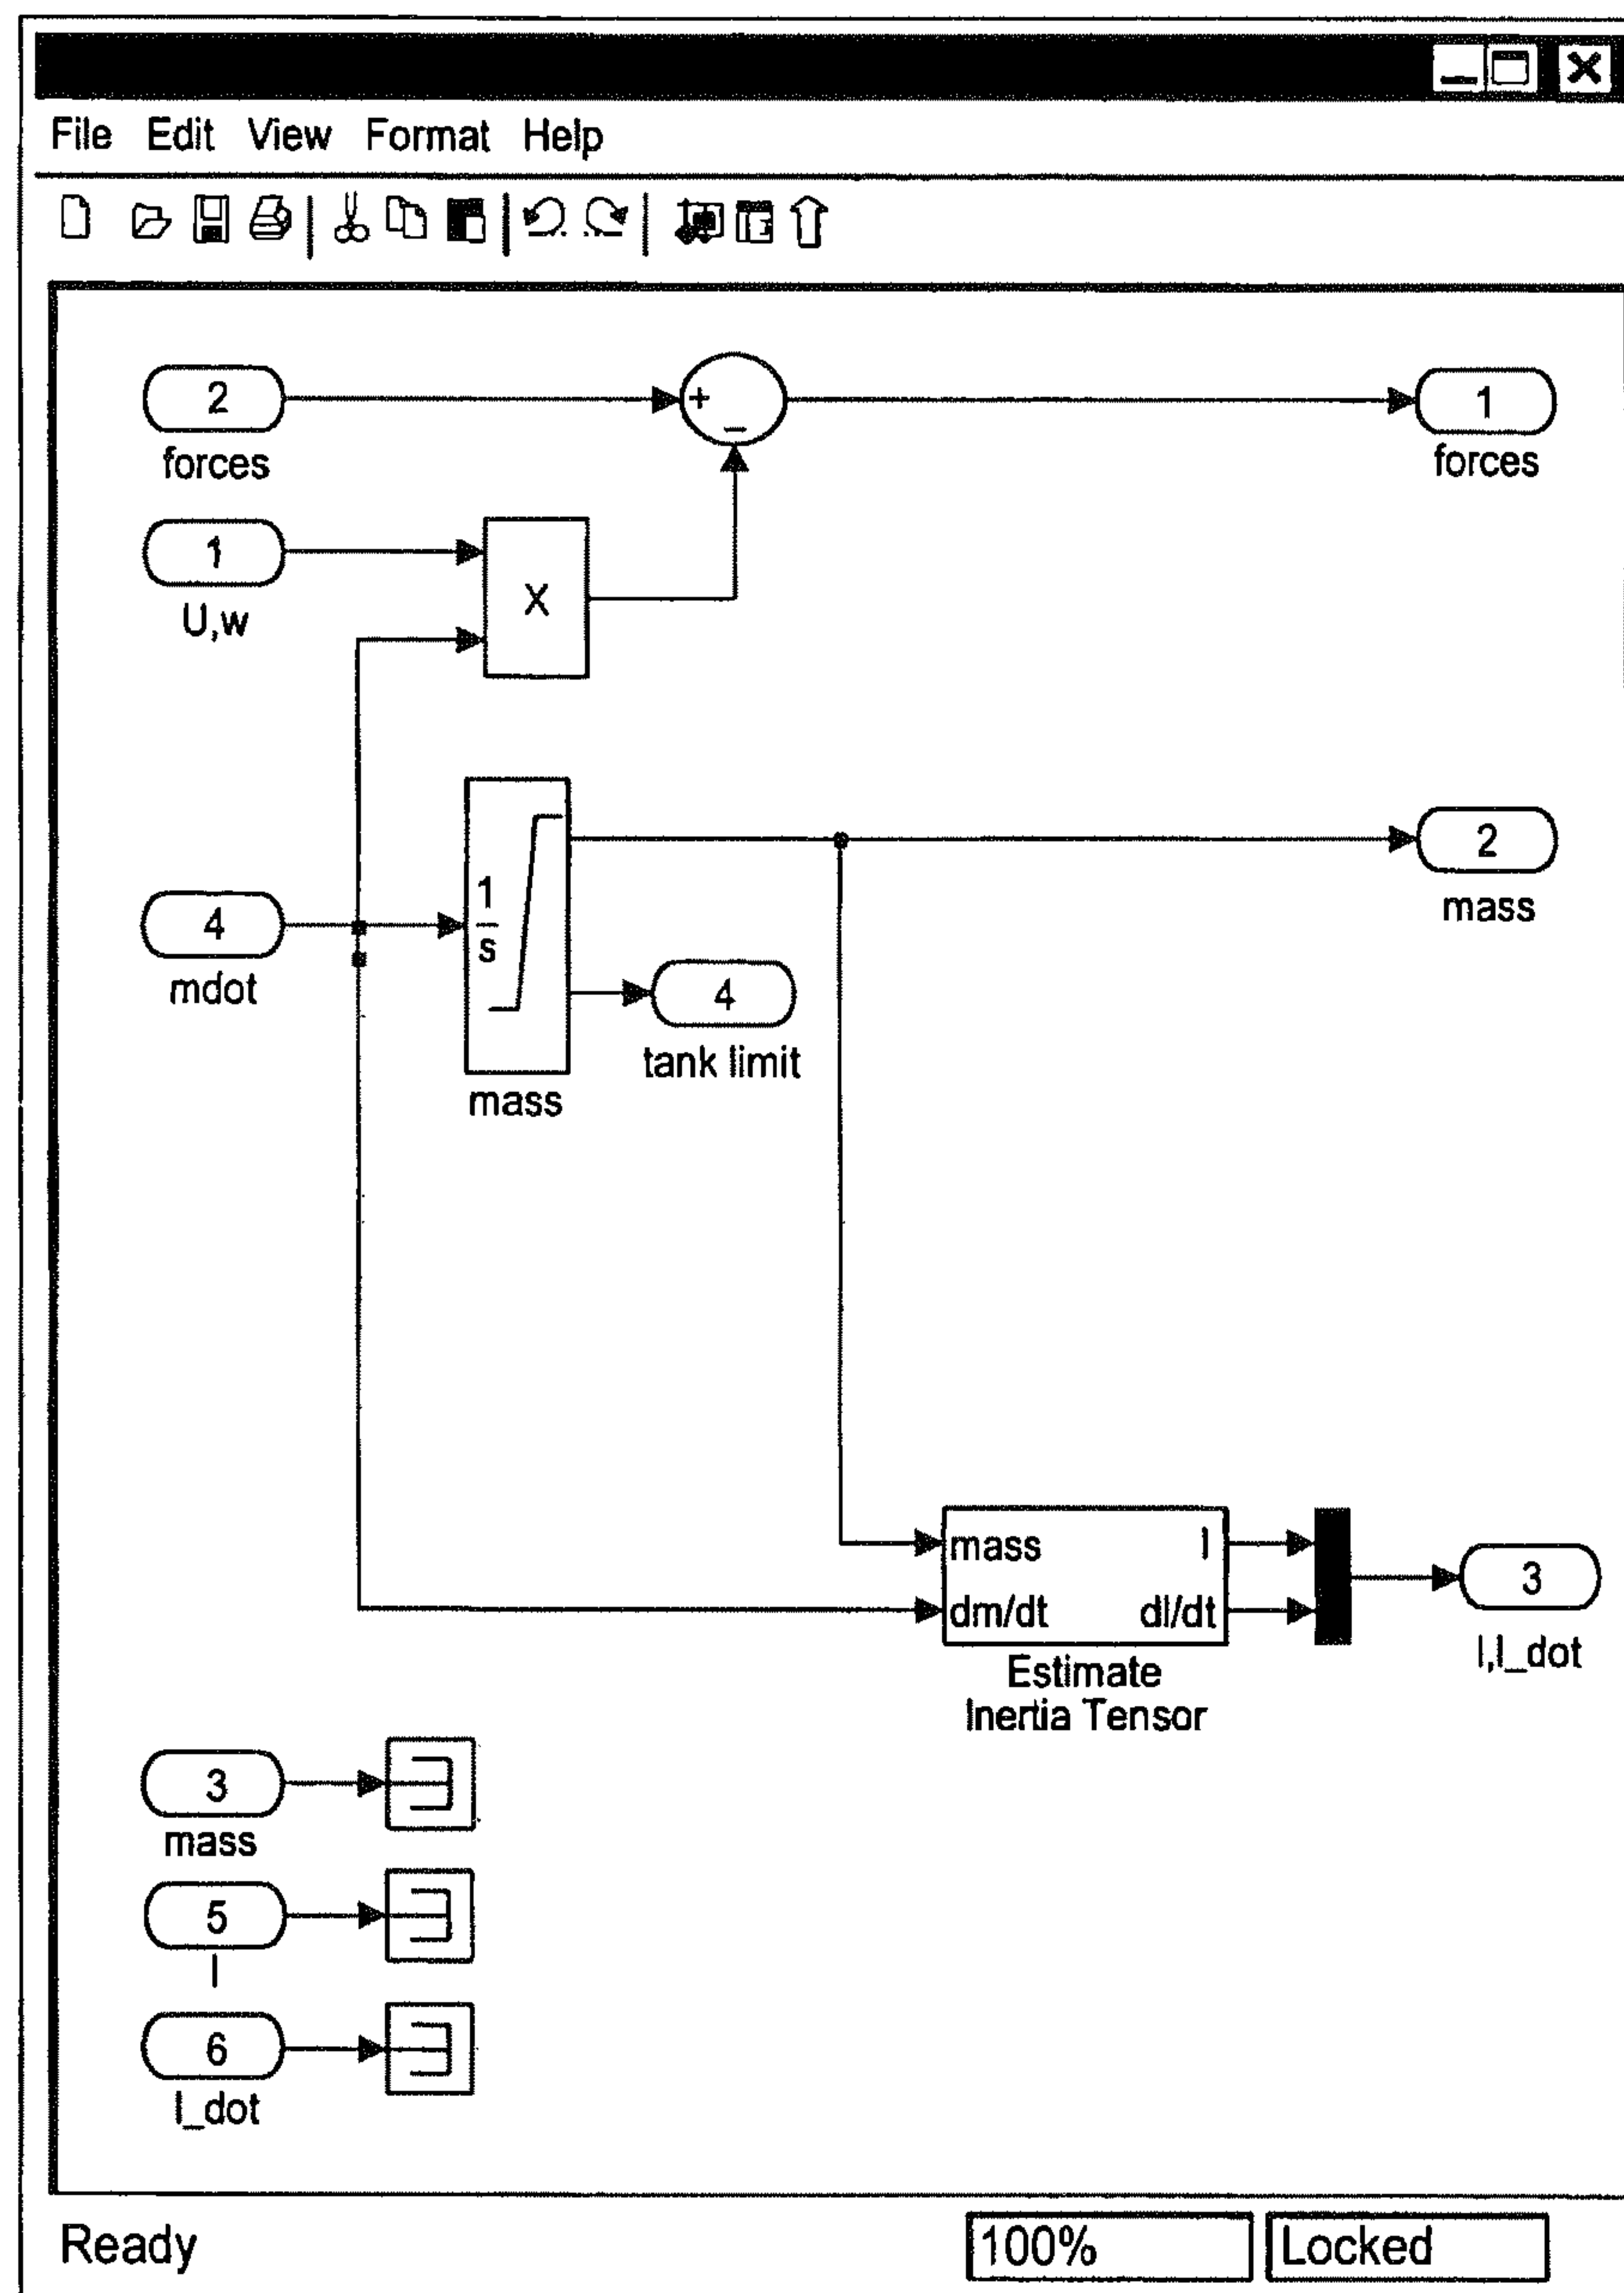 File Edit View Format Help
2
forces
+
−
1
forces
1
U,w
X
2
mass
4
mdot
1
s
mass
4
tank limit
mass
I
dm/dt
dI/dt
Estimate
Inertia Tensor
3
I,I_dot
3
mass
5
I
6
I_dot
Ready
100%
Locked